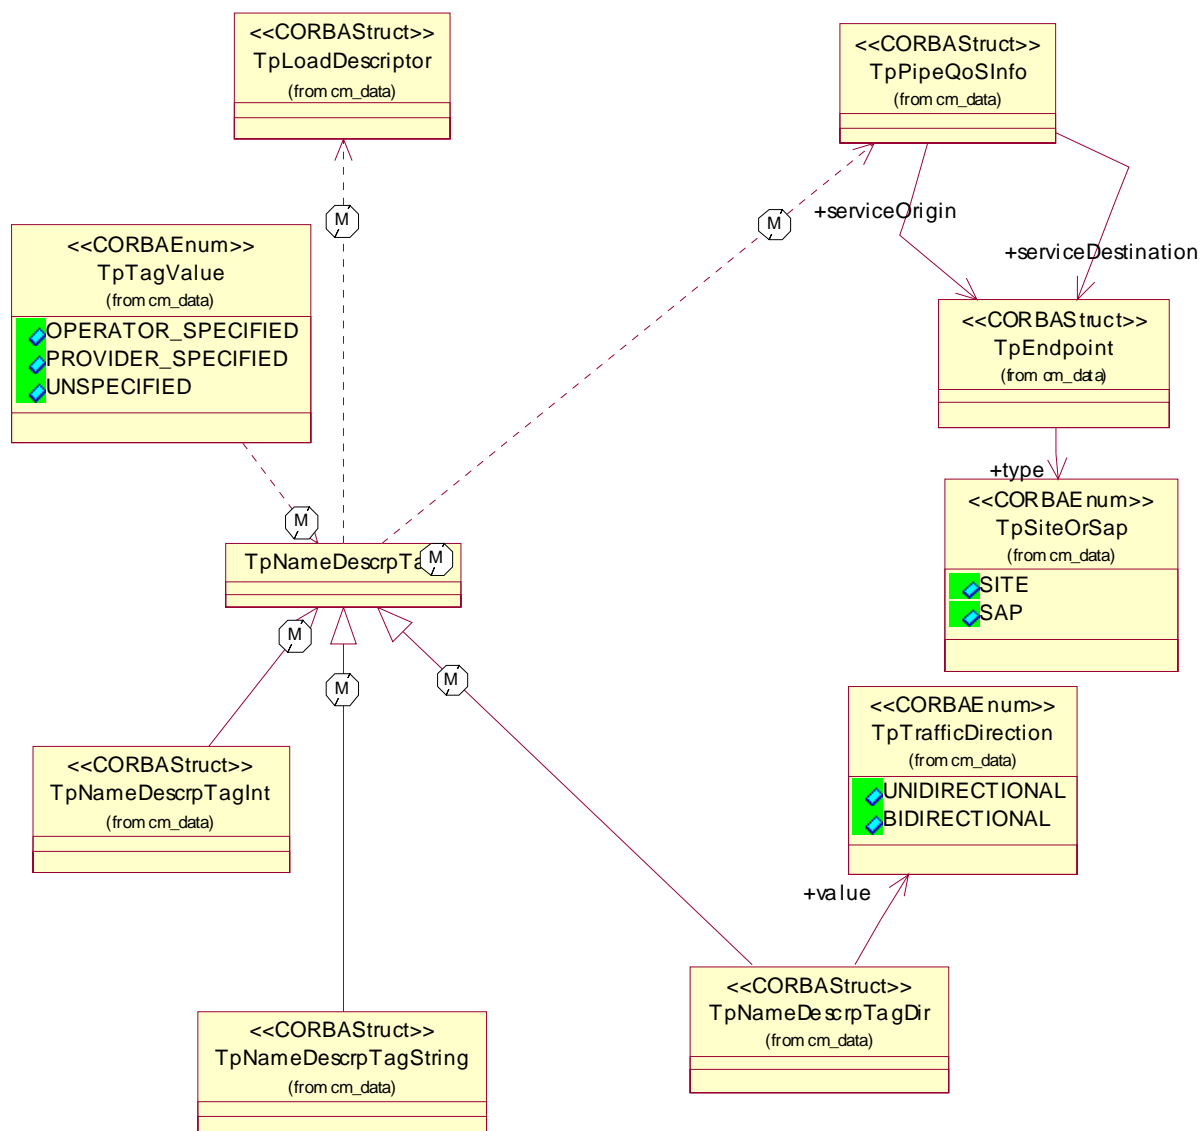 <<CORBAStruct>>
TpLoadDescriptor
(from cm_data)
<<CORBAStruct>>
TpPipeQoSInfo
(from cm_data)
M
M
+serviceOrigin
+serviceDestination
<<CORBAEnum>>
TpTagValue
(from cm_data)
OPERATOR_SPECIFIED
PROVIDER_SPECIFIED
UNSPECIFIED
<<CORBAStruct>>
TpEndpoint
(from cm_data)
+type
<<CORBAEnum>>
TpSiteOrSap
(from cm_data)
SITE
SAP
M
TpNameDescrpTa
M
M
M
M
<<CORBAEnum>>
TpTrafficDirection
(from cm_data)
UNIDIRECTIONAL
BIDIRECTIONAL
+value
<<CORBAStruct>>
TpNameDescrpTagInt
(from cm_data)
<<CORBAStruct>>
TpNameDescrpTagDir
(from cm_data)
<<CORBAStruct>>
TpNameDescrpTagString
(from cm_data)